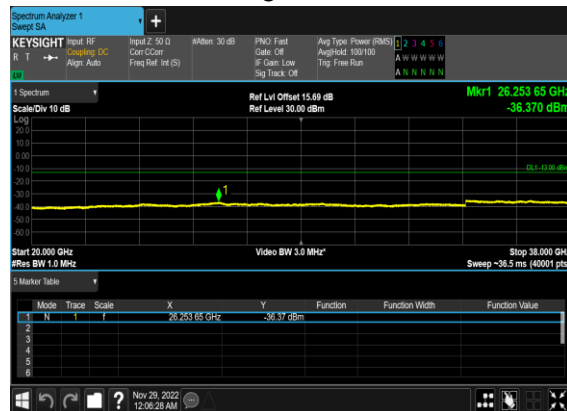 Spectrum Analyzer 1
Swept SA
+
KEYSIGHT Input: RF Input Z: 50 Ω #Atten: 30 dB PNO: Fast Avg Type: Power (RMS) 1 2 3 4 5 6
R T Coupling: DC Corr CCorr Gate: Off Avg|Hold: 100/100 A W W W W W
Align: Auto Freq Ref: Int (S) IF Gain: Low Trig: Free Run
Sig Track: Off A N N N N N
1 Spectrum Ref Lvl Offset 15.69 dB Mkr1 26.253 65 GHz
Scale/Div 10 dB Ref Level 30.00 dBm -36.370 dBm
Log
20.0
10.0
0.00
-10.0 DL1 -13.00 dBm
-20.0
-30.0 1
-40.0
-50.0
-60.0
Start 20.000 GHz Video BW 3.0 MHz* Stop 38.000 GHz
#Res BW 1.0 MHz Sweep ~36.5 ms (40001 pts)
5 Marker Table
Mode Trace Scale X Y Function Function Width Function Value
1 N 1 f 26.253 65 GHz -36.37 dBm
2
3
4
5
6
? Nov 29, 2022
12:06:28 AM